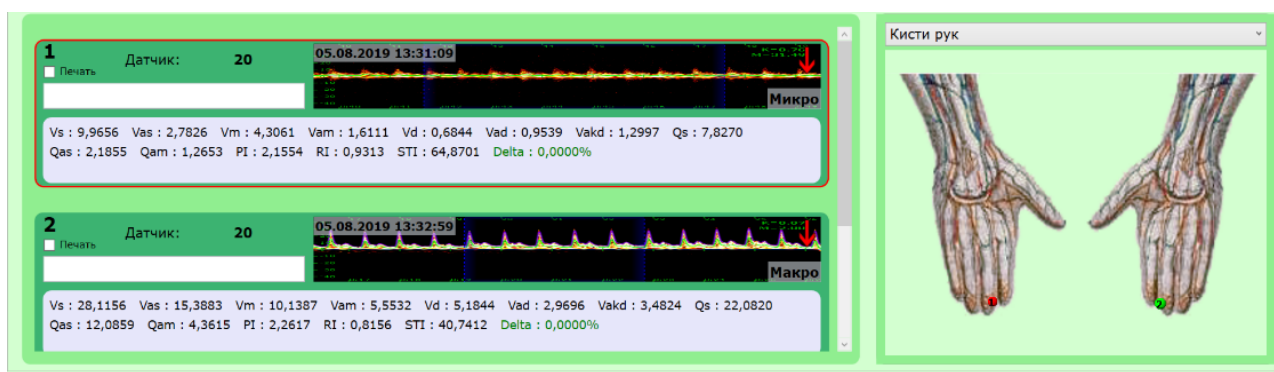 1
Датчик: 20
Печать
05.08.2019 13:31:09
Микро
Vs : 9,9656 Vas : 2,7826 Vm : 4,3061 Vam : 1,6111 Vd : 0,6844 Vad : 0,9539 Vakd : 1,2997 Qs : 7,8270
Qas : 2,1855 Qam : 1,2653 PI : 2,1554 RI : 0,9313 STI : 64,8701 Delta : 0,0000%
2
Датчик: 20
Печать
05.08.2019 13:32:59
Макро
Vs : 28,1156 Vas : 15,3883 Vm : 10,1387 Vam : 5,5532 Vd : 5,1844 Vad : 2,9696 Vakd : 3,4824 Qs : 22,0820
Qas : 12,0859 Qam : 4,3615 PI : 2,2617 RI : 0,8156 STI : 40,7412 Delta : 0,0000%
Кисти рук
1
2